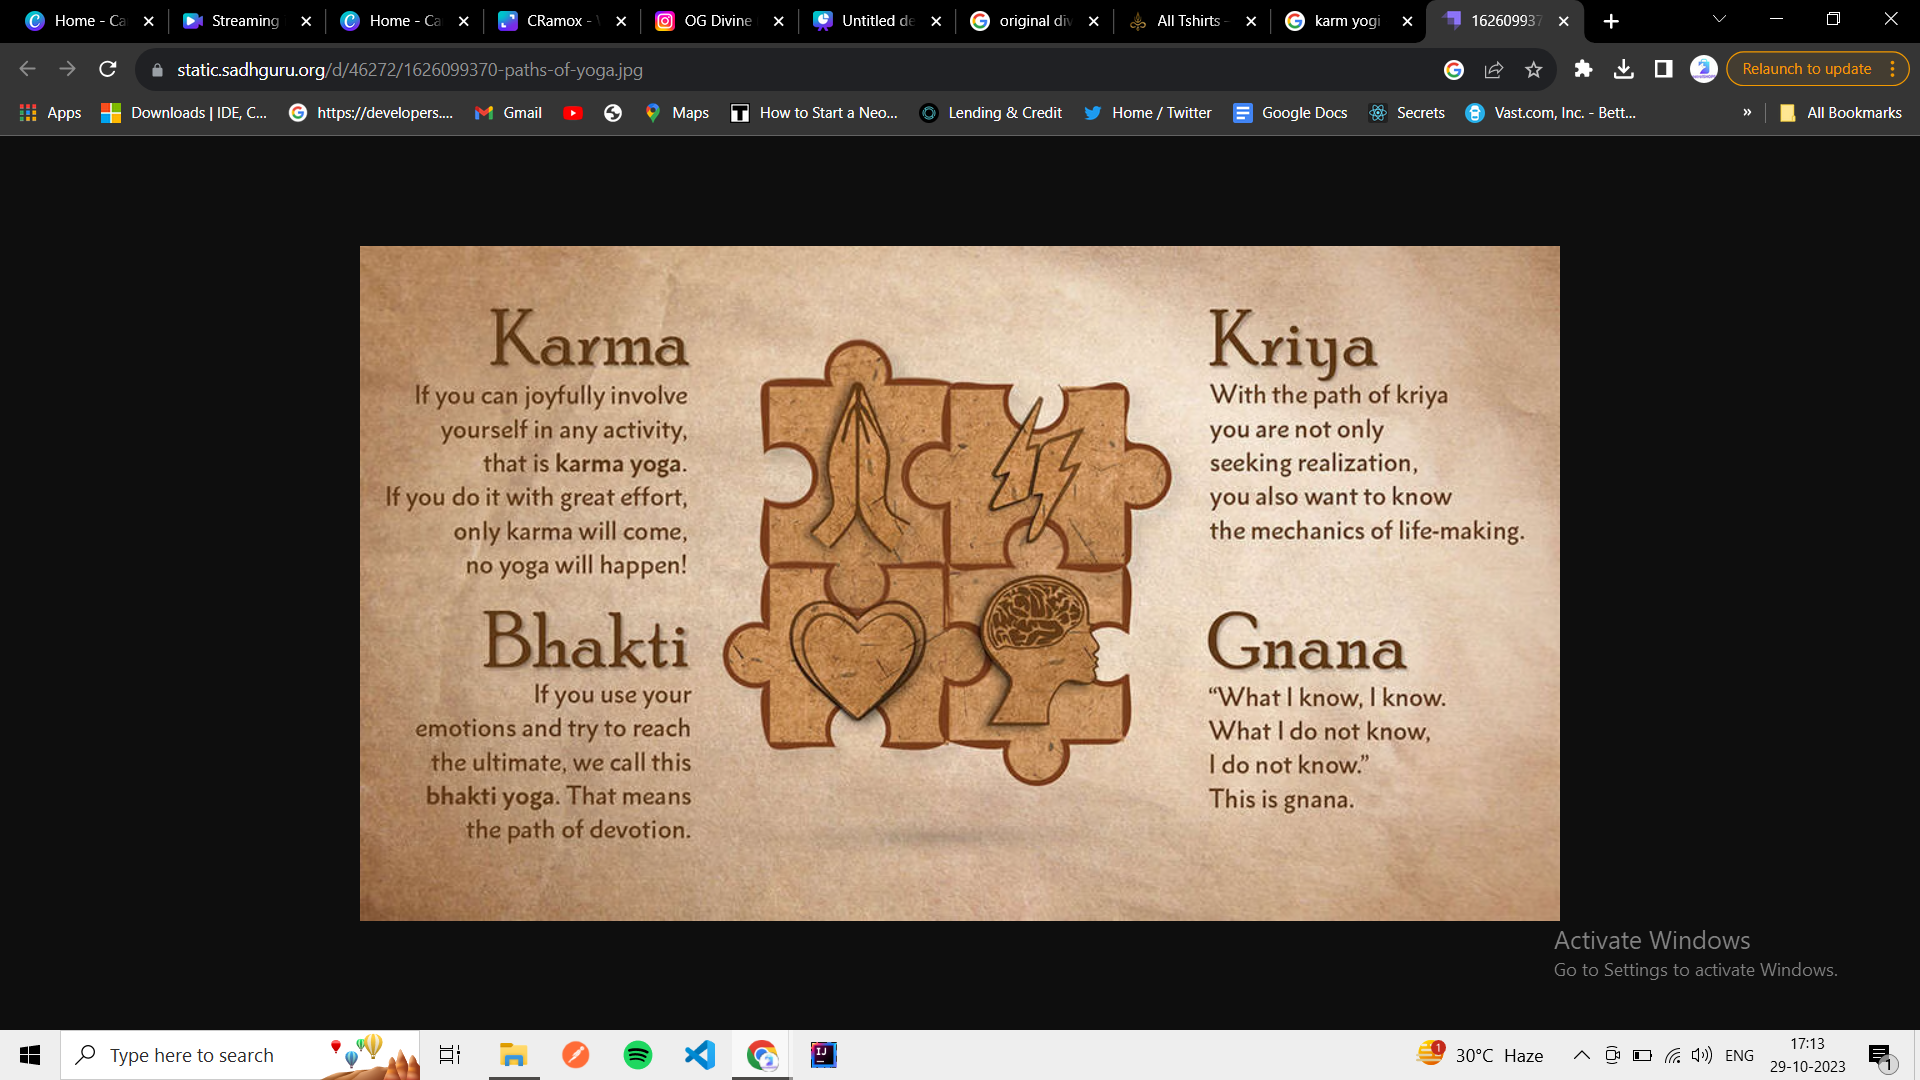 Home - Ca
Streaming
Home - Ca
CRamox -
OG Divine
Untitled de
original div
All Tshirts -
karm yogi
162609937
static.sadhguru.org/d/46272/1626099370-paths-of-yoga.jpg
Relaunch to update
Apps
Downloads | IDE, C...
https://developers....
Gmail
Maps
How to Start a Neo...
Lending & Credit
Home / Twitter
Google Docs
Secrets
Vast.com, Inc. - Bett...
»
All Bookmarks
Karma
If you can joyfully involve
yourself in any activity,
that is karma yoga.
If you do it with great effort,
only karma will come,
no yoga will happen!
Kriya
With the path of kriya
you are not only
seeking realization,
you also want to know
the mechanics of life-making.
Bhakti
If you use your
emotions and try to reach
the ultimate, we call this
bhakti yoga. That means
the path of devotion.
Gnana
“What I know, I know.
What I do not know,
I do not know.”
This is gnana.
Activate Windows
Go to Settings to activate Windows.
Type here to search
IJ
1
30°C Haze
ENG
17:13
29-10-2023
1